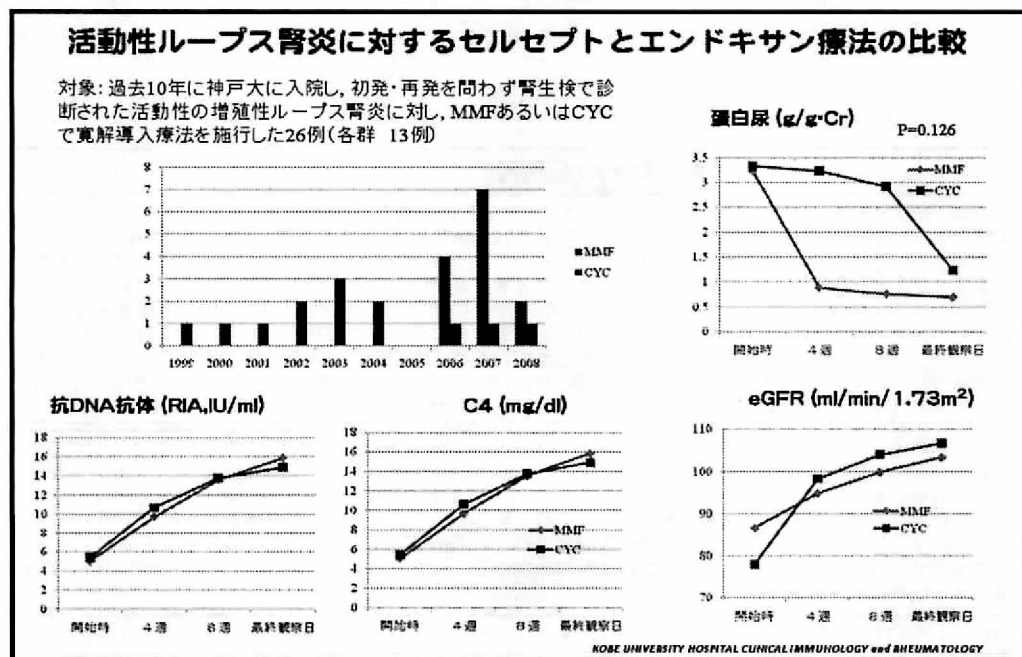 活動性ループス腎炎に対するセルセプトとエンドキサン療法の比較
対象: 過去10年に神戸大に入院し, 初発・再発を問わず腎生検で診
断された活動性の増殖性ループス腎炎に対し, MMFあるいはCYC
で寛解導入療法を施行した26例(各群 13例)
8
7
6
5
4
3
2
1
0
1999 2000 2001 2002 2003 2004 2005 2006 2007 2008
MMF
CYC
蛋白尿 (g/g・Cr)
P=0.126
3.5
3
2.5
2
1.5
1
0.5
0
開始時 4週 8週 最終観察日
MMF
CYC
抗DNA抗体 (RIA,IU/ml)
18
16
14
12
10
8
6
4
2
0
開始時 4週 8週 最終観察日
C4 (mg/dl)
18
16
14
12
10
8
6
4
2
0
開始時 4週 8週 最終観察日
MMF
CYC
eGFR (ml/min/1.73m²)
110
100
90
80
70
開始時 4週 8週 最終観察日
MMF
CYC
KOBE UNIVERSITY HOSPITAL CLINICAL IMMUNOLOGY and RHEUMATOLOGY